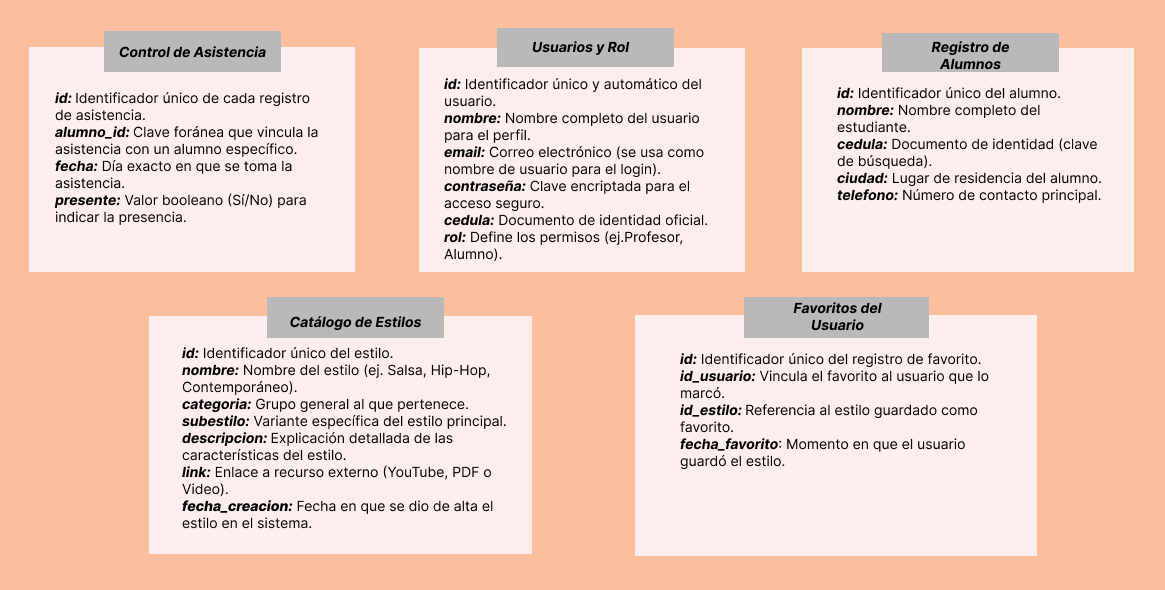 Control de Asistencia
id: Identificador único de cada registro
de asistencia.
alumno_id: Clave foránea que vincula la
asistencia con un alumno específico.
fecha: Día exacto en que se toma la
asistencia.
presente: Valor booleano (Sí/No) para
indicar la presencia.
Usuarios y Rol
id: Identificador único y automático del
usuario.
nombre: Nombre completo del usuario
para el perfil.
email: Correo electrónico (se usa como
nombre de usuario para el login).
contraseña: Clave encriptada para el
acceso seguro.
cedula: Documento de identidad oficial.
rol: Define los permisos (ej.Profesor,
Alumno).
Registro de
Alumnos
id: Identificador único del alumno.
nombre: Nombre completo del
estudiante.
cedula: Documento de identidad (clave
de búsqueda).
ciudad: Lugar de residencia del alumno.
telefono: Número de contacto principal.
Catálogo de Estilos
id: Identificador único del estilo.
nombre: Nombre del estilo (ej. Salsa, Hip-Hop,
Contemporáneo).
categoria: Grupo general al que pertenece.
subestilo: Variante específica del estilo principal.
descripcion: Explicación detallada de las
características del estilo.
link: Enlace a recurso externo (YouTube, PDF o
Video).
fecha_creacion: Fecha en que se dio de alta el
estilo en el sistema.
Favoritos del
Usuario
id: Identificador único del registro de favorito.
id_usuario: Vincula el favorito al usuario que lo
marcó.
id_estilo: Referencia al estilo guardado como
favorito.
fecha_favorito: Momento en que el usuario
guardó el estilo.